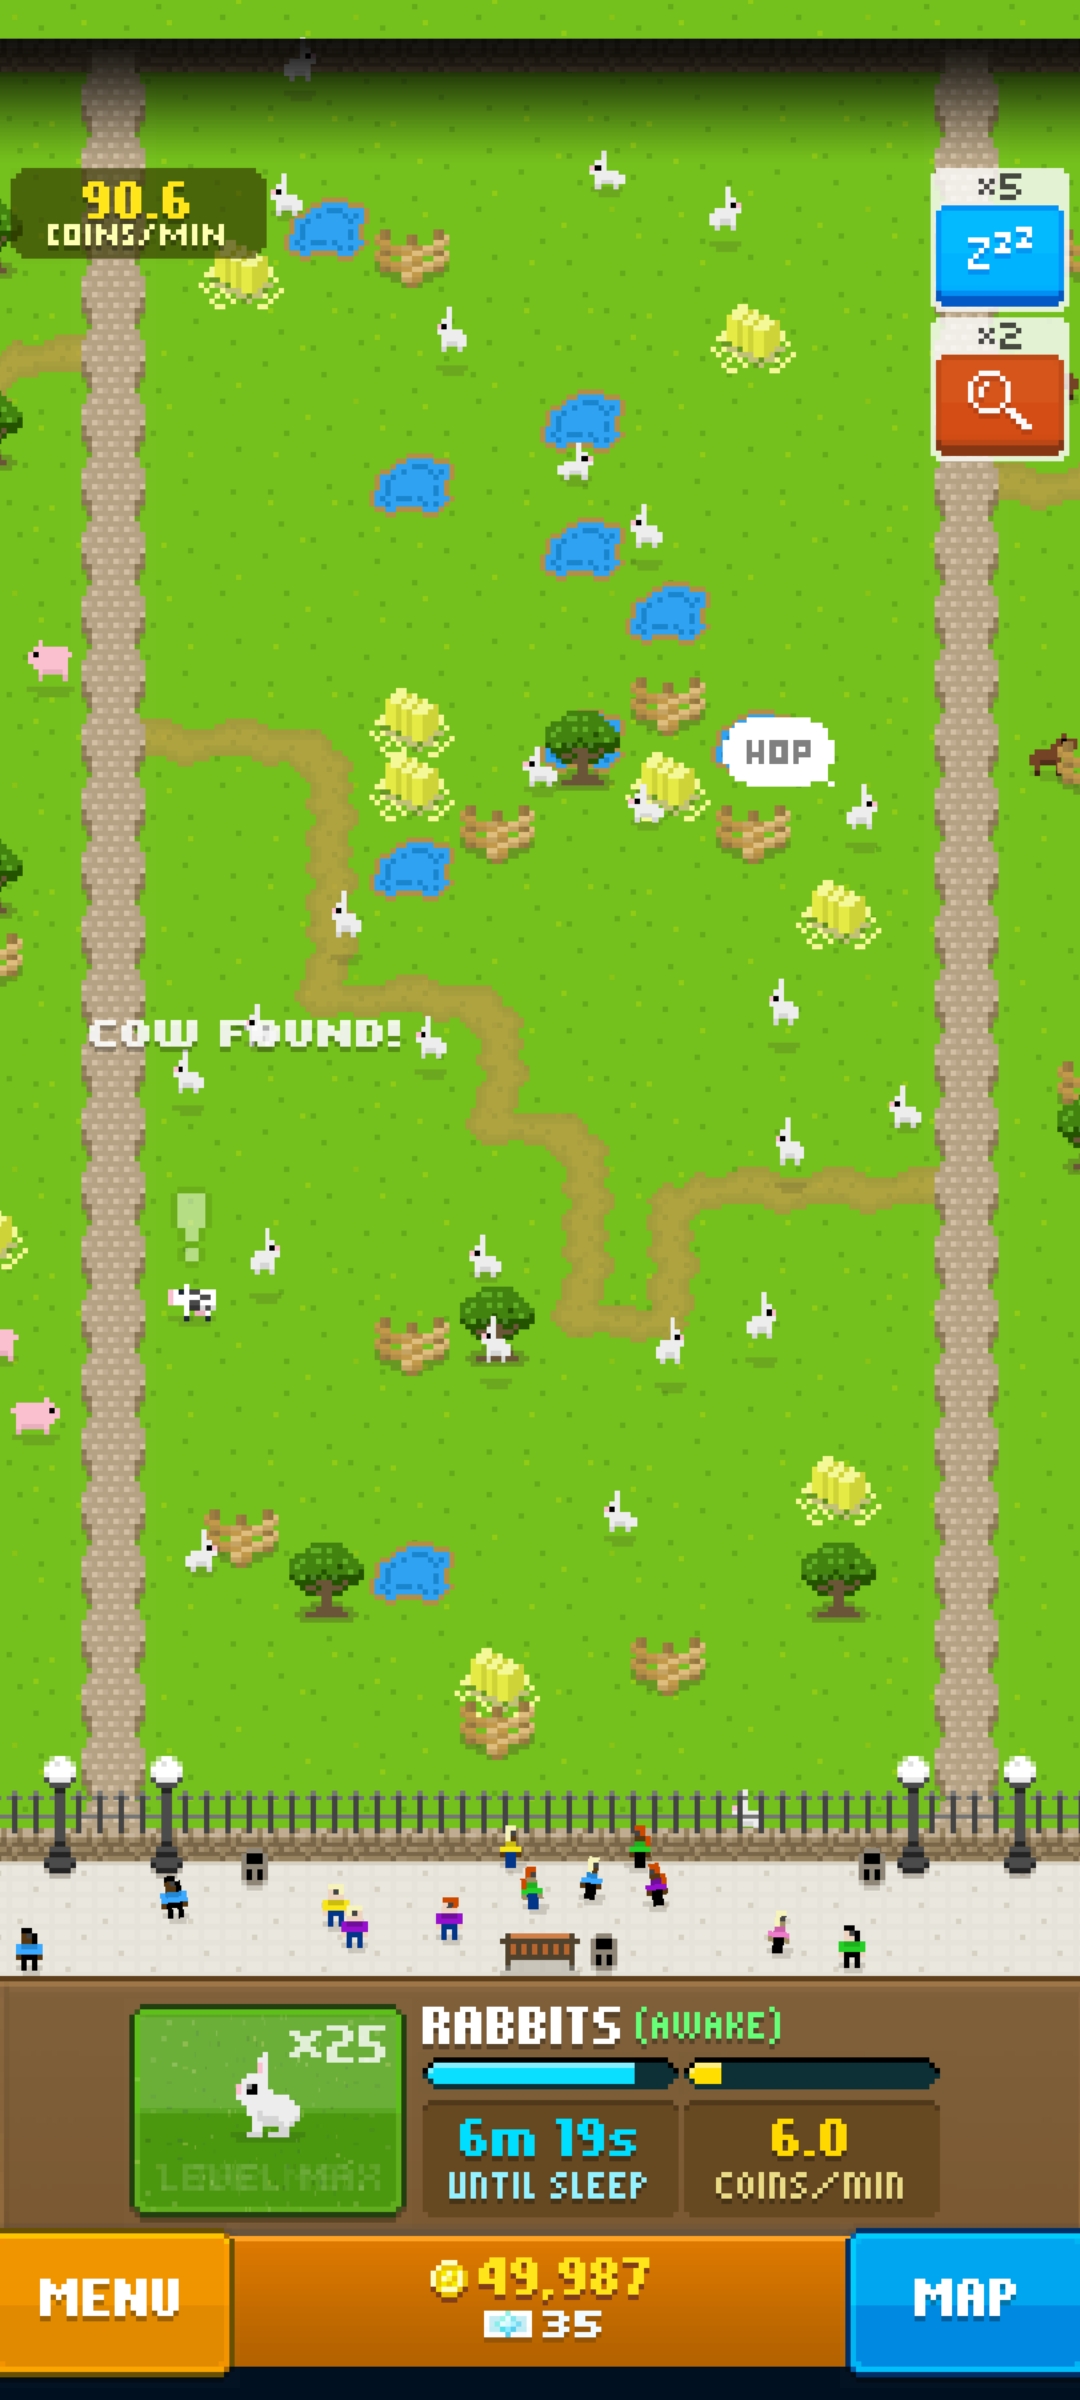 90.6
COINS/MIN
x5
zzz
x2
HOP
COW FOUND!
!
x25
LEVEL MAX
RABBITS (AWAKE)
6m 19s
UNTIL SLEEP
6.0
COINS/MIN
MENU
49,987
35
MAP